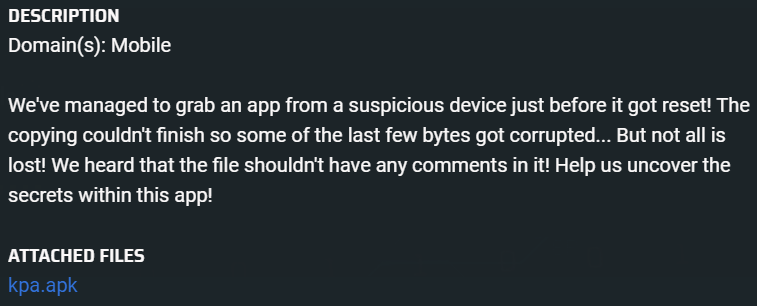 DESCRIPTION
Domain(s): Mobile
We've managed to grab an app from a suspicious device just before it got reset! The
copying couldn't finish so some of the last few bytes got corrupted... But not all is
lost! We heard that the file shouldn't have any comments in it! Help us uncover the
secrets within this app!
ATTACHED FILES
kpa.apk